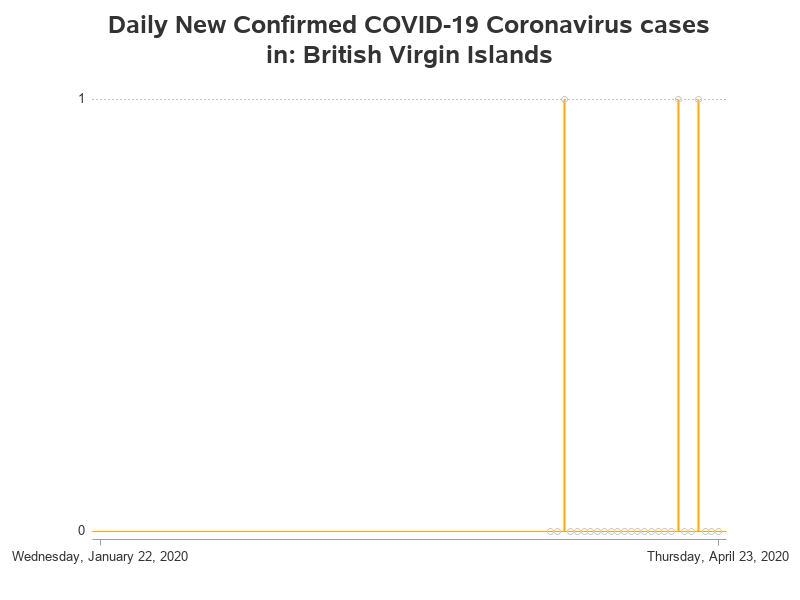 Daily New Confirmed COVID-19 Coronavirus cases
in: British Virgin Islands
1
0
Wednesday, January 22, 2020
Thursday, April 23, 2020